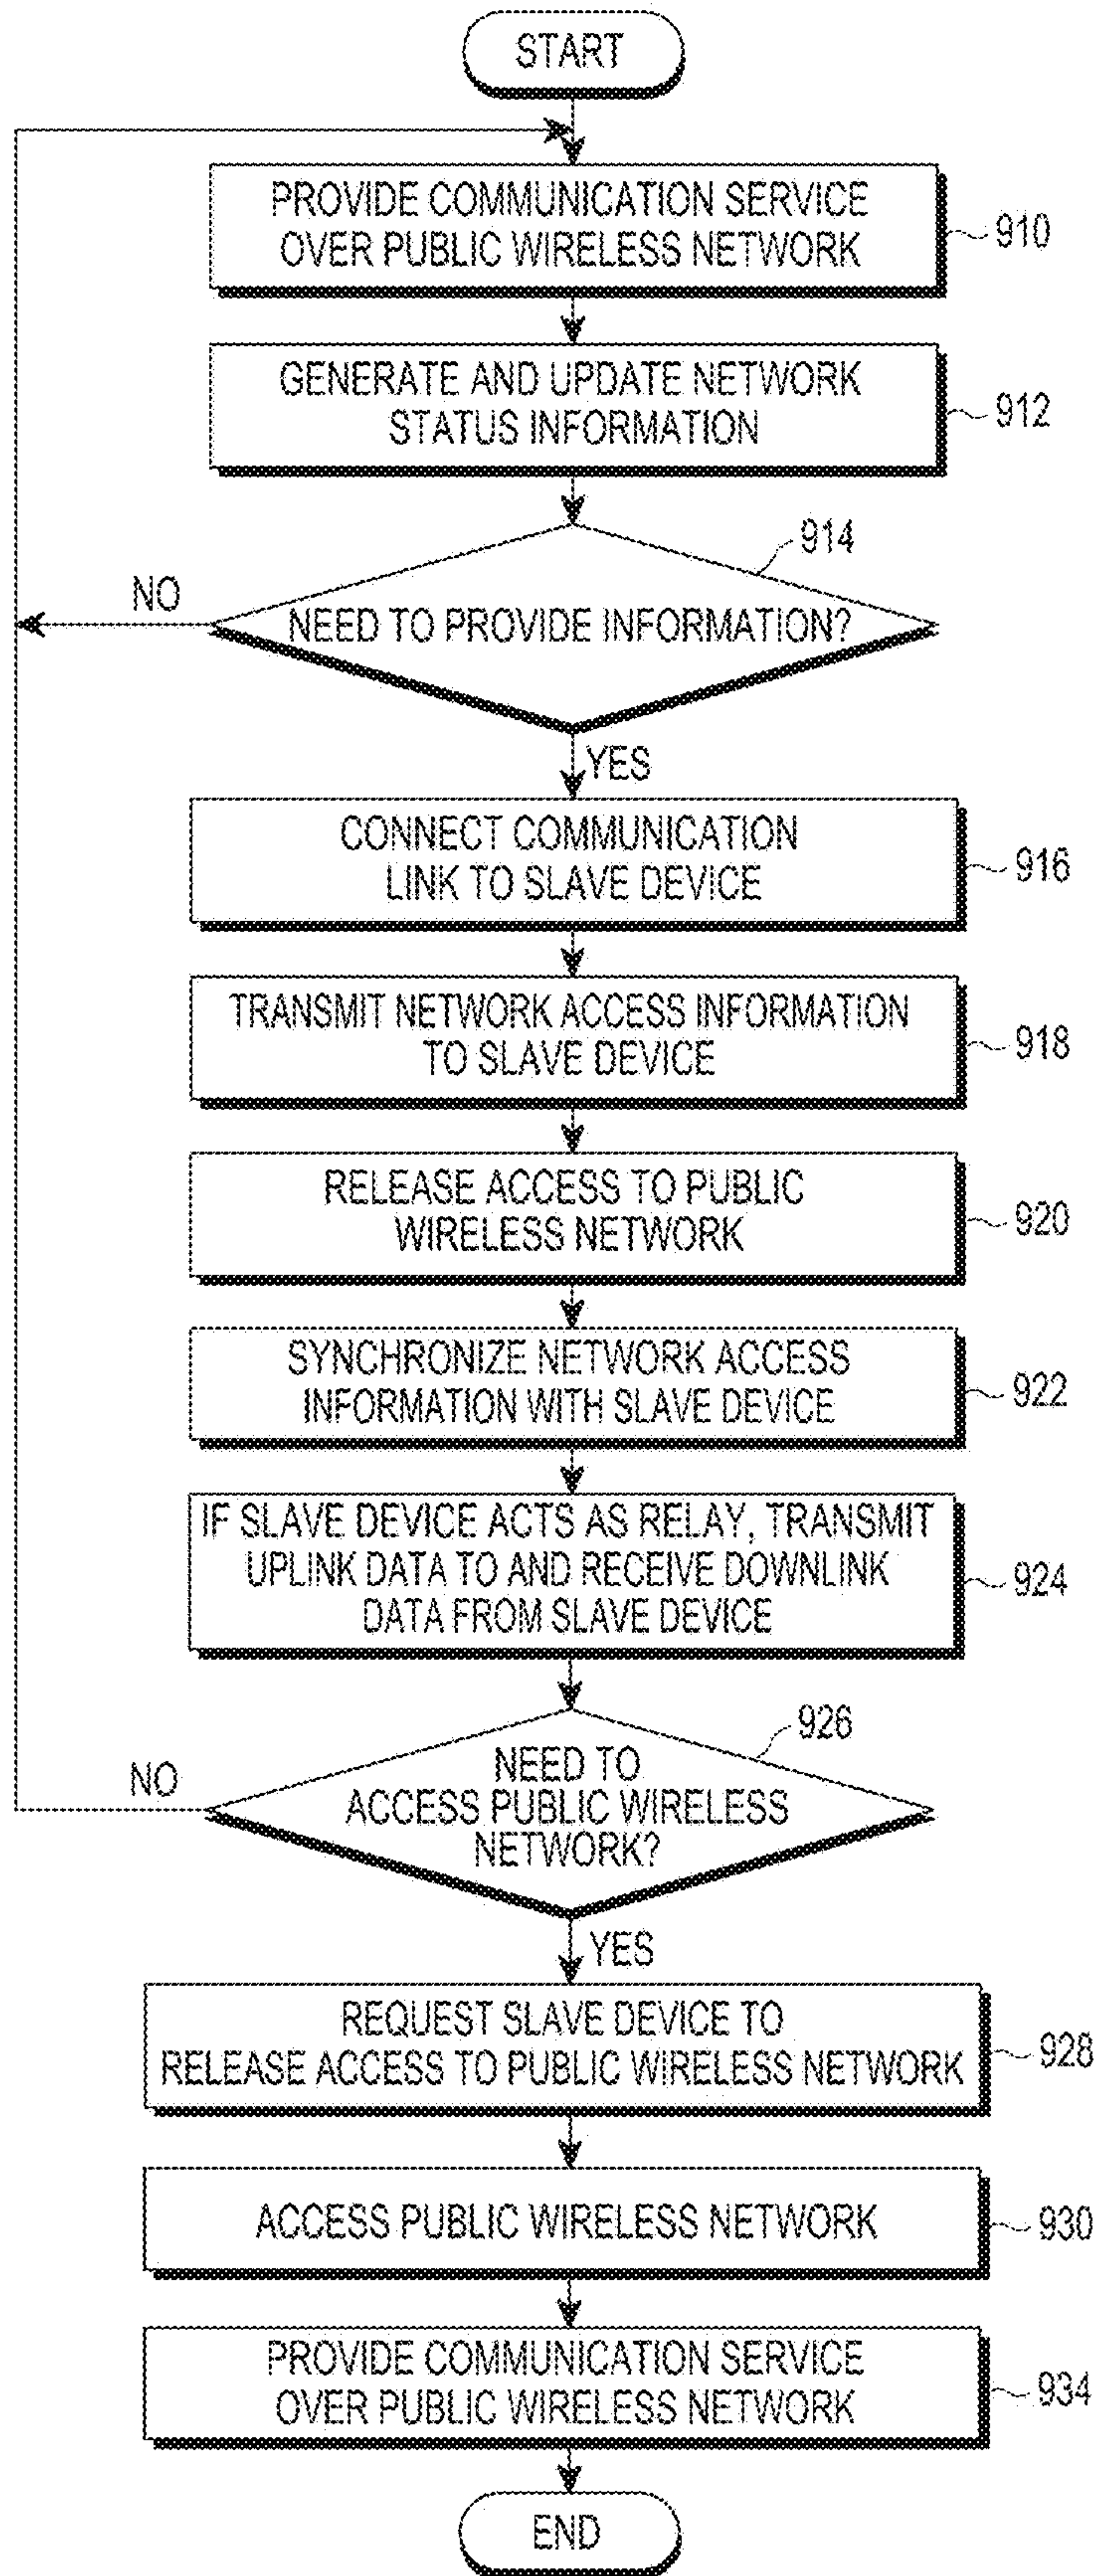 START
PROVIDE COMMUNICATION SERVICE
OVER PUBLIC WIRELESS NETWORK
910
GENERATE AND UPDATE NETWORK
STATUS INFORMATION
912
914
NO
NEED TO PROVIDE INFORMATION?
YES
CONNECT COMMUNICATION
LINK TO SLAVE DEVICE
916
TRANSMIT NETWORK ACCESS INFORMATION
TO SLAVE DEVICE
918
RELEASE ACCESS TO PUBLIC
WIRELESS NETWORK
920
SYNCHRONIZE NETWORK ACCESS
INFORMATION WITH SLAVE DEVICE
922
IF SLAVE DEVICE ACTS AS RELAY, TRANSMIT
UPLINK DATA TO AND RECEIVE DOWNLINK
DATA FROM SLAVE DEVICE
924
926
NO
NEED TO
ACCESS PUBLIC WIRELESS
NETWORK?
YES
REQUEST SLAVE DEVICE TO
RELEASE ACCESS TO PUBLIC WIRELESS NETWORK
928
ACCESS PUBLIC WIRELESS NETWORK
930
PROVIDE COMMUNICATION SERVICE
OVER PUBLIC WIRELESS NETWORK
934
END